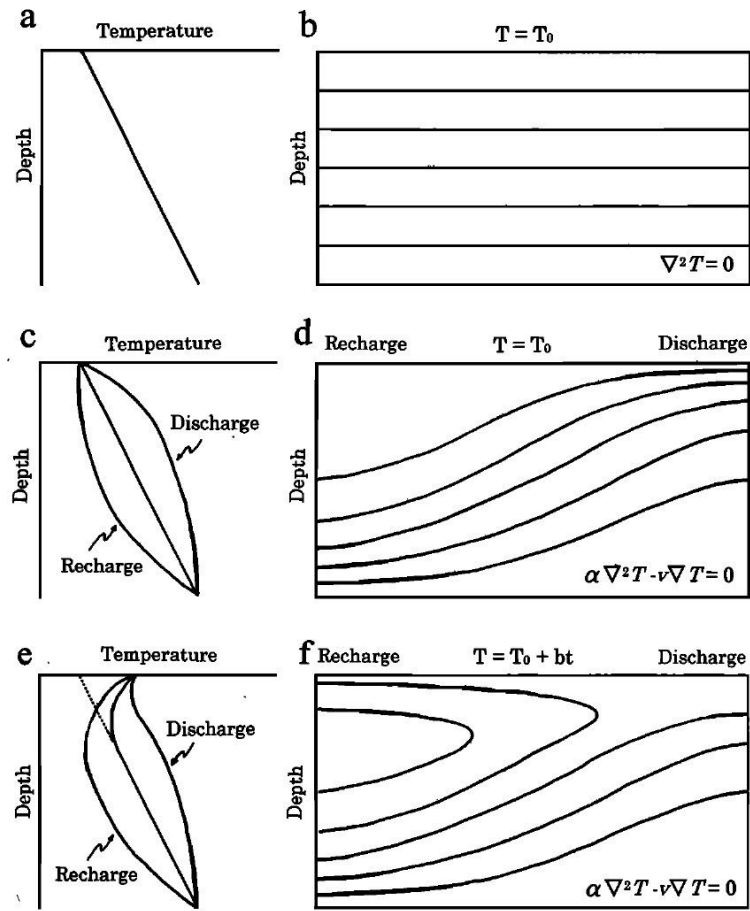 a
Temperature
Depth
b
T = T₀
Depth
∇²T = 0
c
Temperature
Depth
Discharge
Recharge
d
Recharge T = T₀ Discharge
Depth
α∇²T - v∇T = 0
e
Temperature
Depth
Discharge
Recharge
f
Recharge T = T₀ + bt Discharge
Depth
α∇²T - v∇T = 0